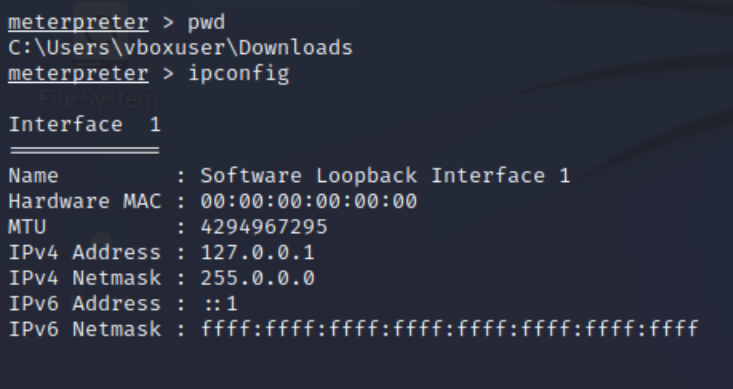 meterpreter > pwd
C:\Users\vboxuser\Downloads
meterpreter > ipconfig
File System
Interface  1
============
Name         : Software Loopback Interface 1
Hardware MAC : 00:00:00:00:00:00
MTU          : 4294967295
IPv4 Address : 127.0.0.1
IPv4 Netmask : 255.0.0.0
IPv6 Address : ::1
IPv6 Netmask : ffff:ffff:ffff:ffff:ffff:ffff:ffff:ffff